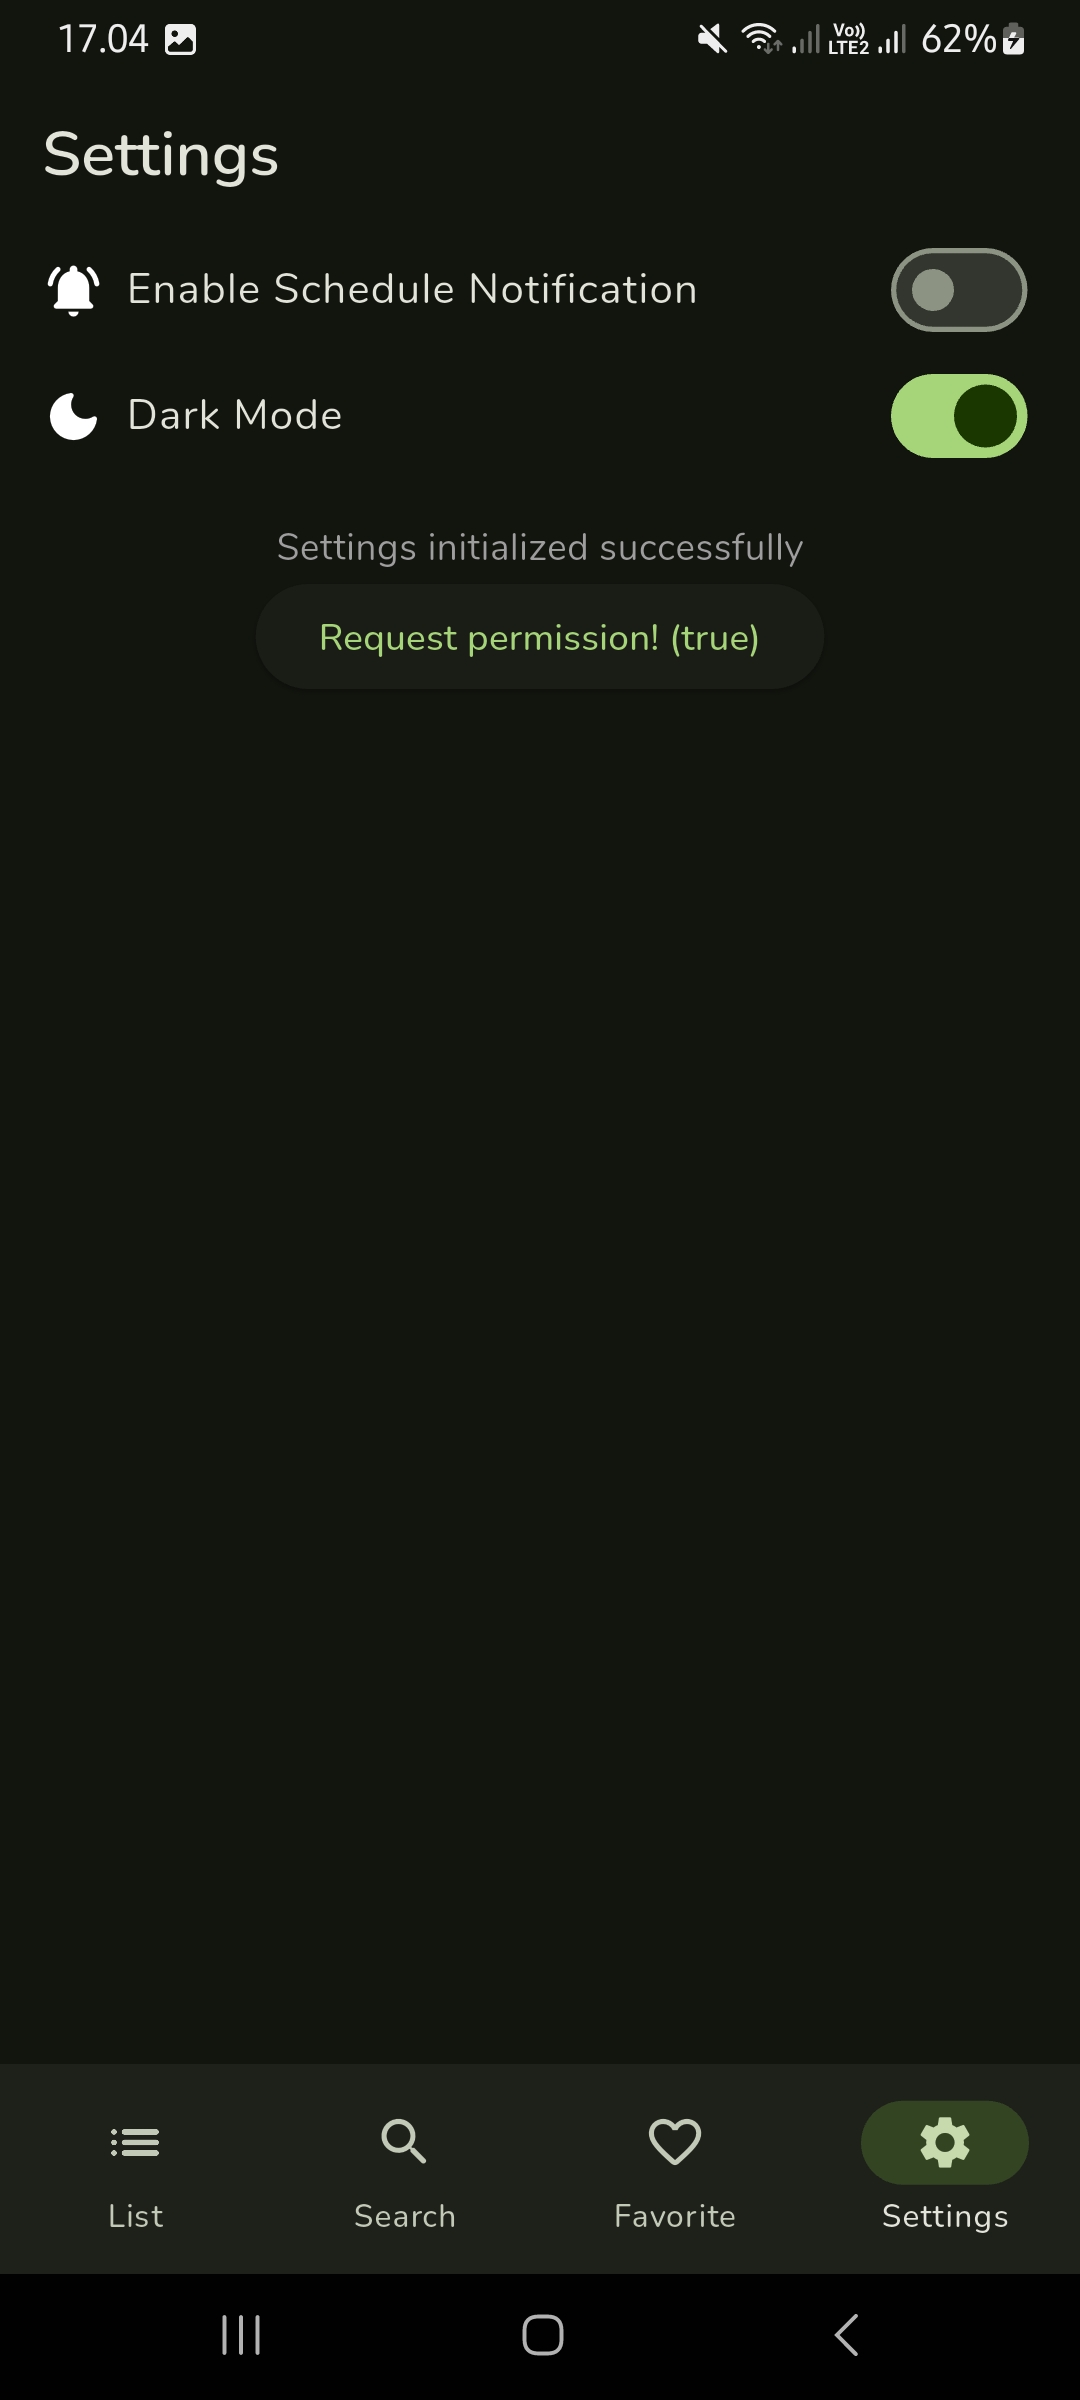 17.04
Vo))
LTE2
62%
Settings
Enable Schedule Notification
Dark Mode
Settings initialized successfully
Request permission! (true)
List
Search
Favorite
Settings